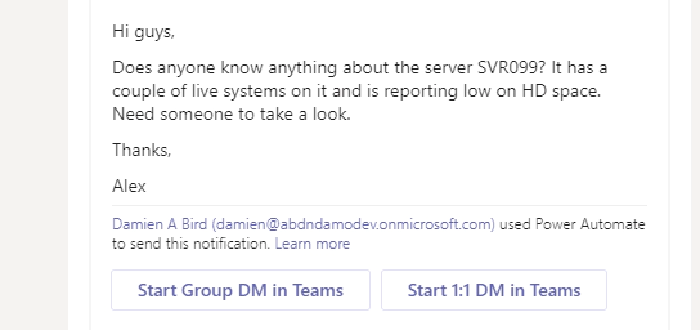 Hi guys,
Does anyone know anything about the server SVR099? It has a
couple of live systems on it and is reporting low on HD space.
Need someone to take a look.
Thanks,
Alex
Damien A Bird (damien@abdndamodev.onmicrosoft.com) used Power Automate
to send this notification. Learn more
Start Group DM in Teams
Start 1:1 DM in Teams